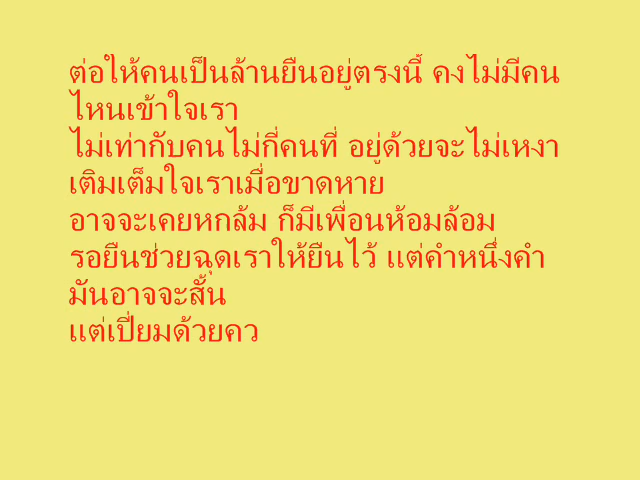 ต่อให้คนเป็นล้านยืนอยู่ตรงนี้ คงไม่มีคน
ไหนเข้าใจเรา
ไม่เท่ากับคนไม่กี่คนที่ อยู่ด้วยจะไม่เหงา
เติมเต็มใจเราเมื่อขาดหาย
อาจจะเคยหกล้ม ก็มีเพื่อนห้อมล้อม
รอยืนช่วยฉุดเราให้ยืนไว้ แต่คำหนึ่งคำ
มันอาจจะสั้น
แต่เปี่ยมด้วยคว